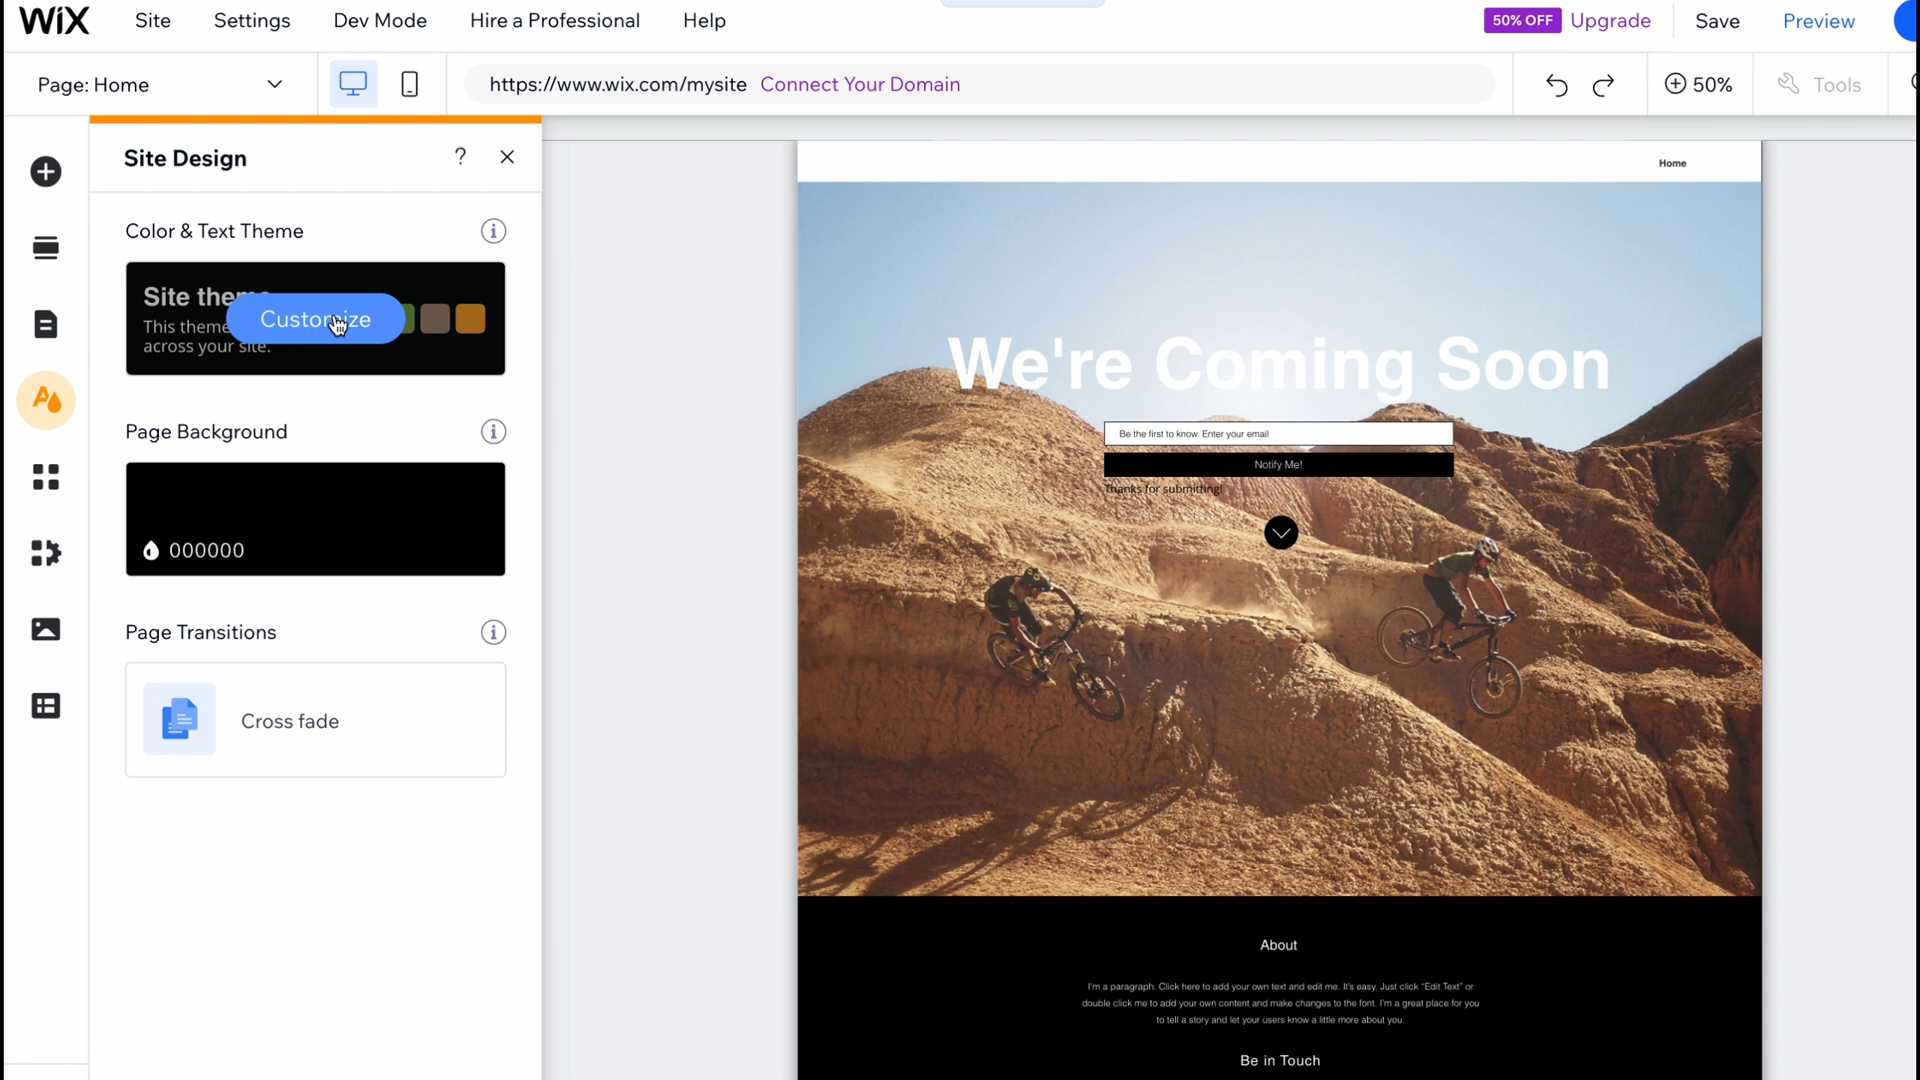 WiX
Site
Settings
Dev Mode
Hire a Professional
Help
50% OFF
Upgrade
Save
Preview
Page: Home
https://www.wix.com/mysite
Connect Your Domain
50%
Tools
Site Design
?
Color & Text Theme
Site
Customize
This theme
across your site.
Page Background
000000
Page Transitions
Cross fade
Home
We're Coming Soon
Be the first to know. Enter your email
Notify Me!
Thanks for submitting!
About
I'm a paragraph. Click here to add your own text and edit me. It's easy. Just click “Edit Text” or
double click me to add your own content and make changes to the font. I'm a great place for you
to tell a story and let your users know a little more about you.
Be in Touch